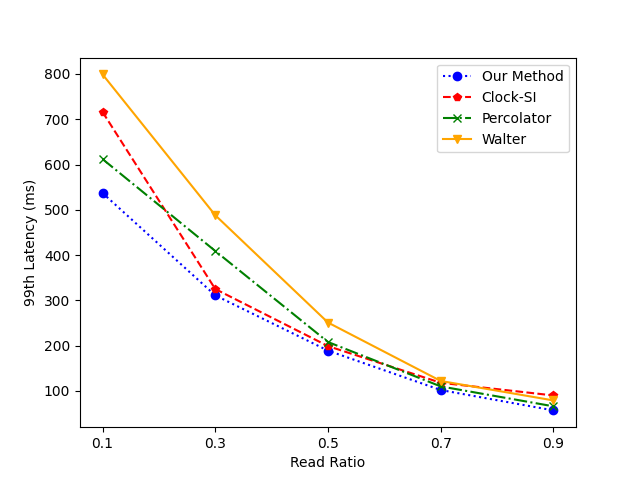 800
700
600
500
400
300
200
100
99th Latency (ms)
0.1 0.3 0.5 0.7 0.9
Read Ratio
Our Method
Clock-SI
Percolator
Walter